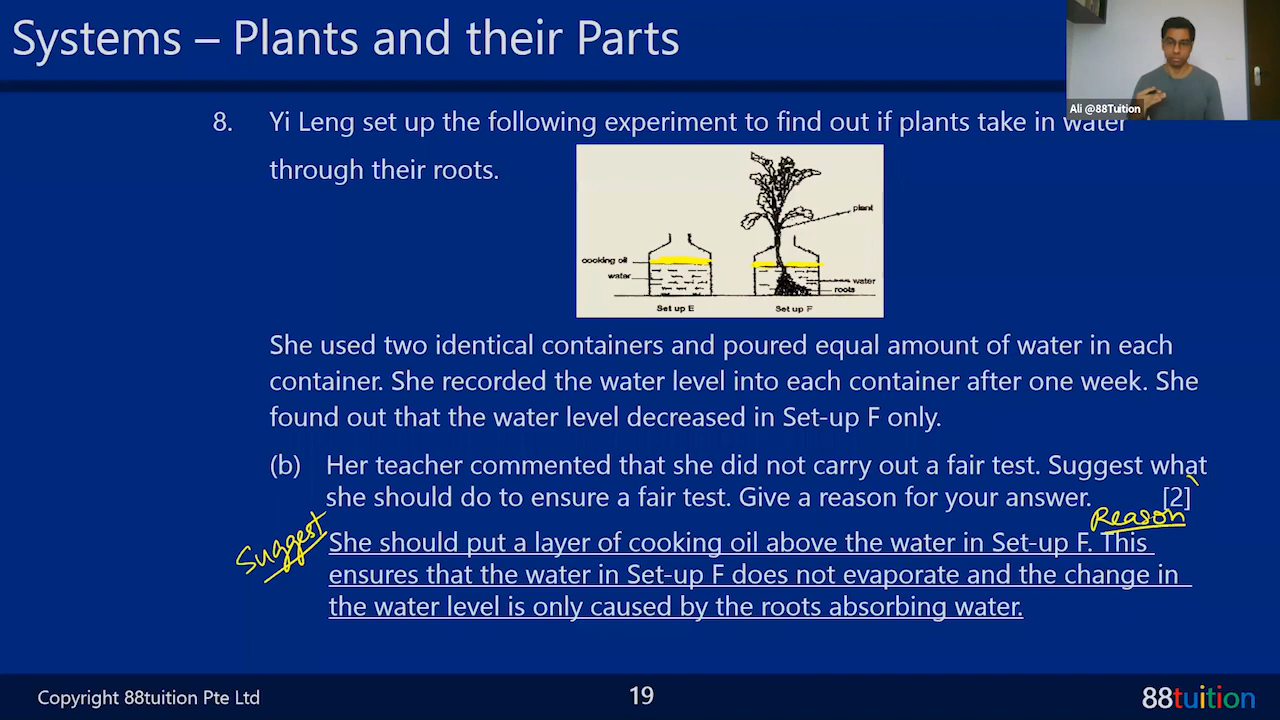 Systems – Plants and their Parts
Ali @88Tuition
8. Yi Leng set up the following experiment to find out if plants take in water
through their roots.
plant
cooking oil
water
water
roots
Set up E
Set up F
She used two identical containers and poured equal amount of water in each
container. She recorded the water level into each container after one week. She
found out that the water level decreased in Set-up F only.
(b) Her teacher commented that she did not carry out a fair test. Suggest what
she should do to ensure a fair test. Give a reason for your answer. [2]
Reason
Suggest
She should put a layer of cooking oil above the water in Set-up F. This
ensures that the water in Set-up F does not evaporate and the change in
the water level is only caused by the roots absorbing water.
Copyright 88tuition Pte Ltd
19
88tuition